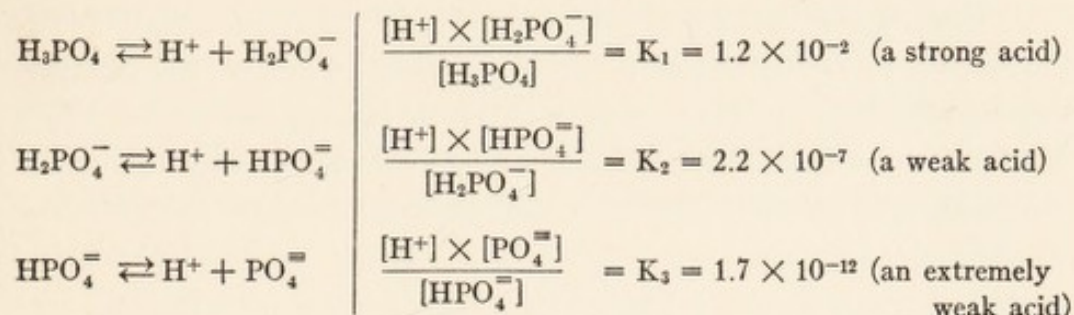 H₃PO₄ ⇄ H⁺ + H₂PO₄⁻ | [H⁺] × [H₂PO₄⁻] / [H₃PO₄] = K₁ = 1.2 × 10⁻² (a strong acid)
H₂PO₄⁻ ⇄ H⁺ + HPO₄⁼ | [H⁺] × [HPO₄⁼] / [H₂PO₄⁻] = K₂ = 2.2 × 10⁻⁷ (a weak acid)
HPO₄⁼ ⇄ H⁺ + PO₄^≡ | [H⁺] × [PO₄^≡] / [HPO₄⁼] = K₃ = 1.7 × 10⁻¹² (an extremely
weak acid)